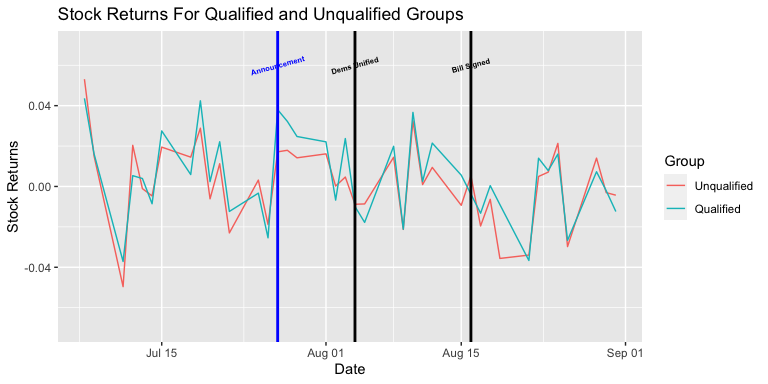 Stock Returns For Qualified and Unqualified Groups
Announcement
Dems Unified
Bill Signed
0.04
0.00
-0.04
Stock Returns
Jul 15
Aug 01
Aug 15
Sep 01
Date
Group
Unqualified
Qualified